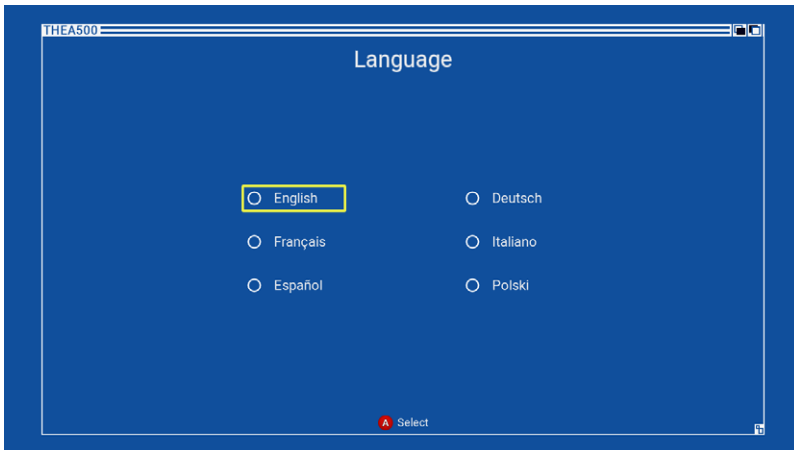 THEA500
Language
English
Deutsch
Français
Italiano
Español
Polski
A Select